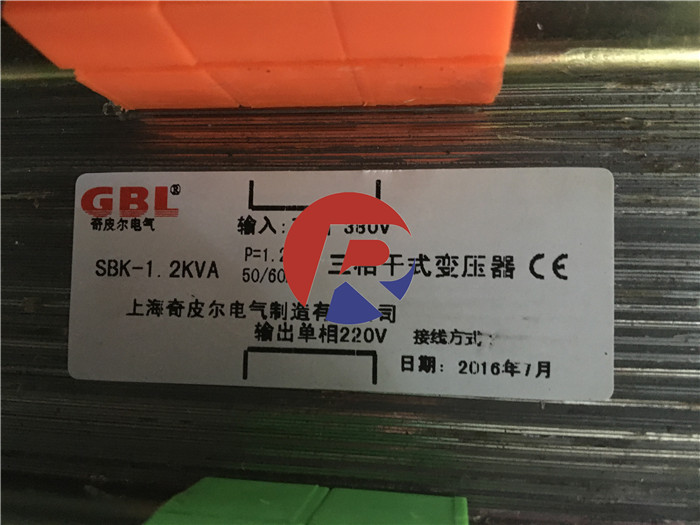 GBL®
奇皮尔电气
输入: 380V
SBK-1.2KVA
P=1.2
50/60
三相干式变压器 CE
上海奇皮尔电气制造有 司
输出单相220V
接线方式:
日期: 2016年7月